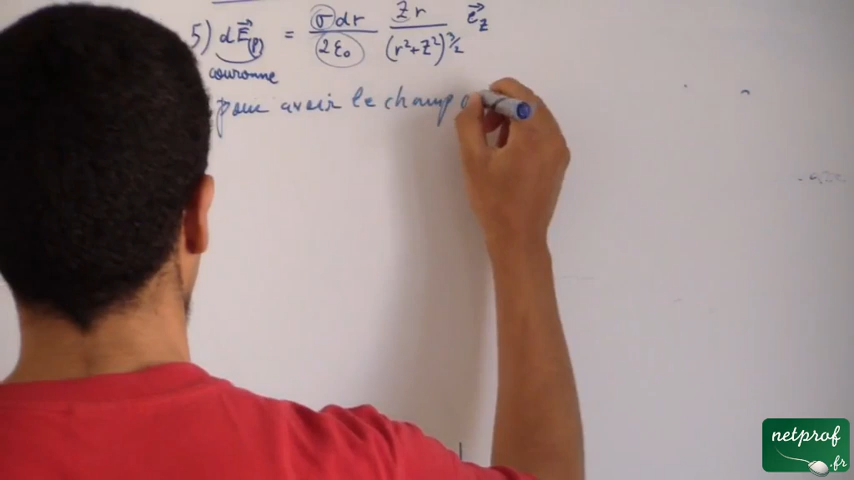 5) dE⃗(P) = σdr/2ε₀ zr/(r²+z²)^3/2 e⃗z
couronne
pour avoir le champ
netprof
.fr